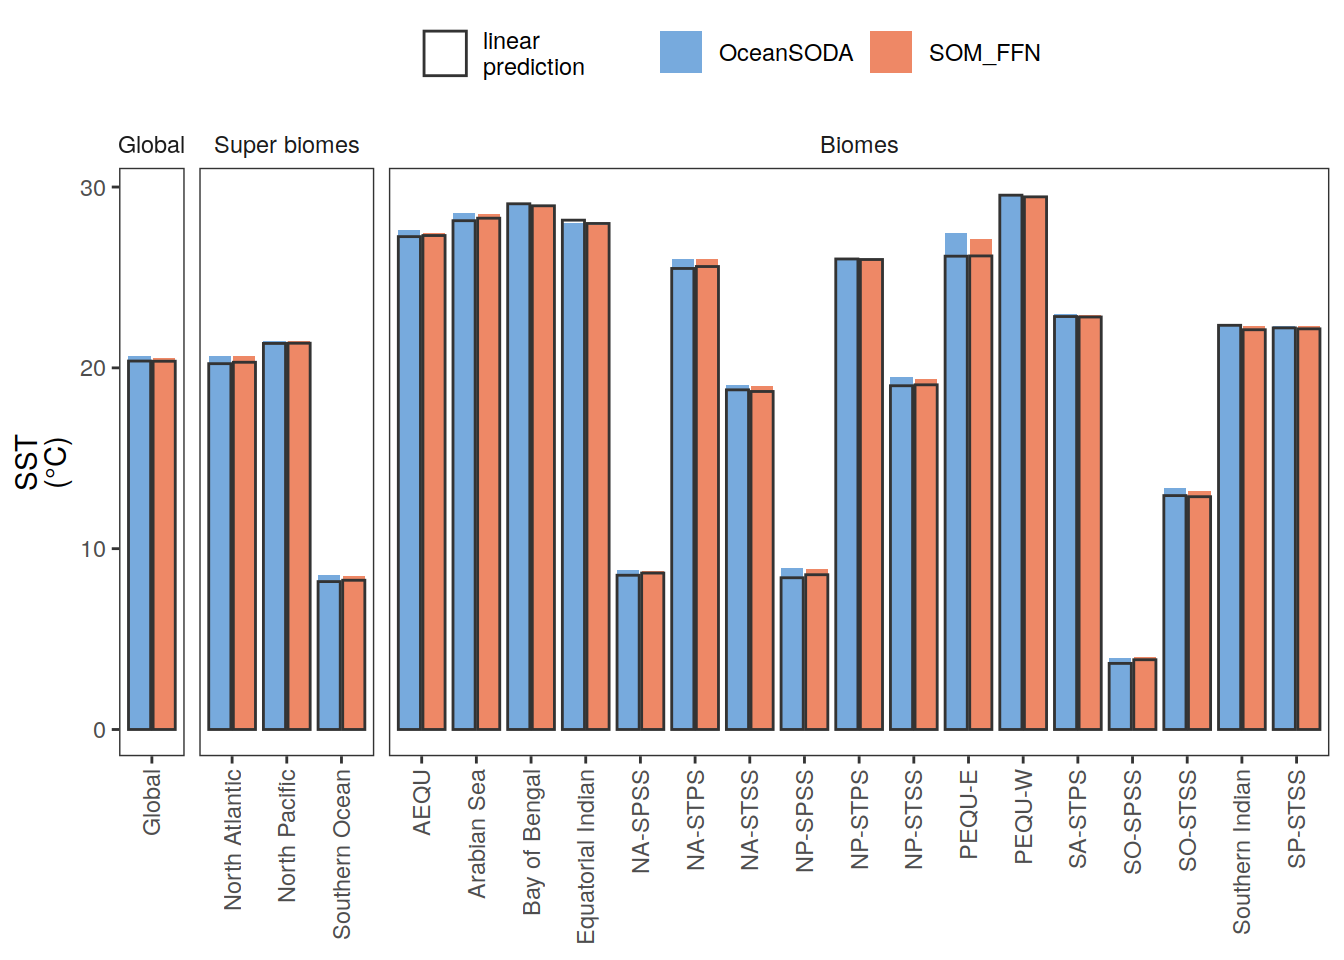 linear
prediction
OceanSODA
SOM_FFN
Global
Super biomes
Biomes
SST
(°C)
30
20
10
0
Global
North Atlantic
North Pacific
Southern Ocean
AEQU
Arabian Sea
Bay of Bengal
Equatorial Indian
NA-SPSS
NA-STPS
NA-STSS
NP-SPSS
NP-STPS
NP-STSS
PEQU-E
PEQU-W
SA-STPS
SO-SPSS
SO-STSS
Southern Indian
SP-STSS